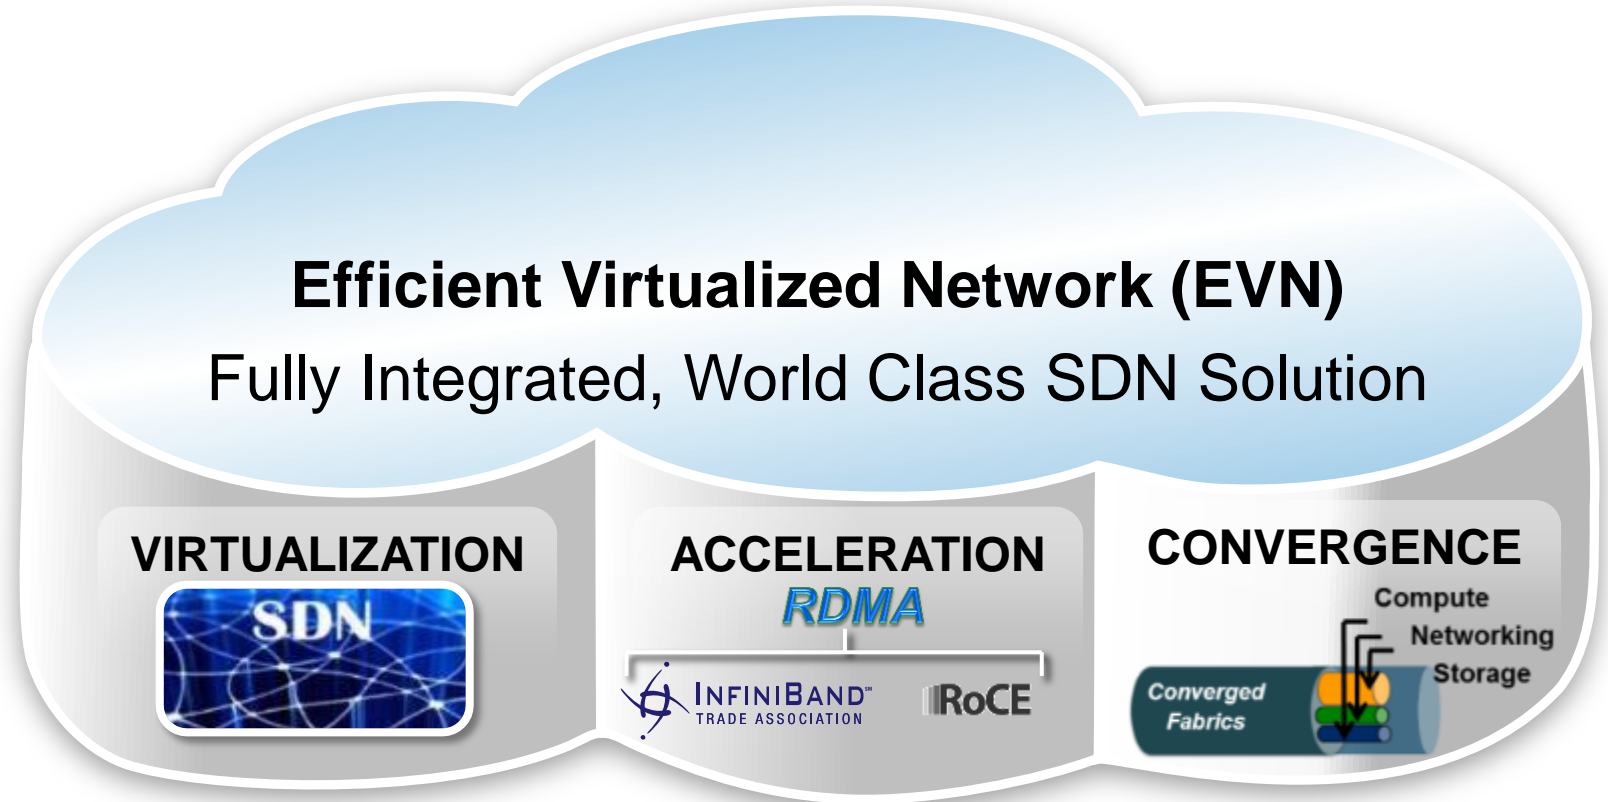 Efficient Virtualized Network (EVN)
Fully Integrated, World Class SDN Solution
VIRTUALIZATION
SDN
ACCELERATION
RDMA
INFINIBAND℠
TRADE ASSOCIATION
RoCE
CONVERGENCE
Compute
Networking
Storage
Converged
Fabrics